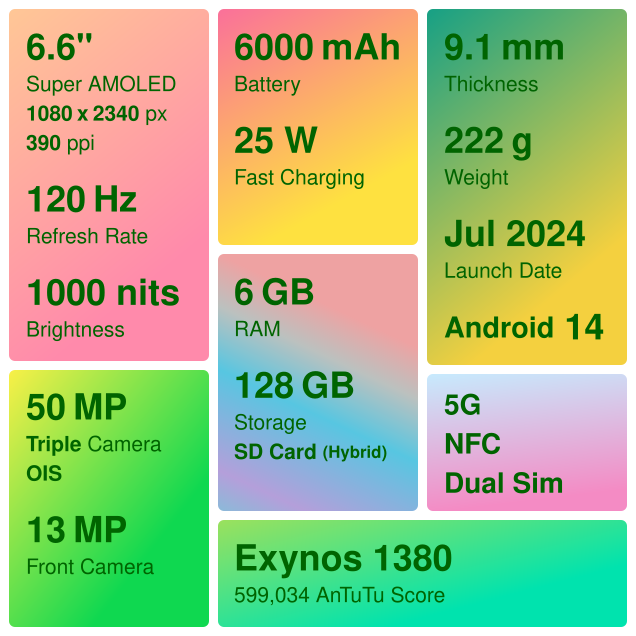 6.6"
Super AMOLED
1080 x 2340 px
390 ppi
120 Hz
Refresh Rate
1000 nits
Brightness
50 MP
Triple Camera
OIS
13 MP
Front Camera
6000 mAh
Battery
25 W
Fast Charging
6 GB
RAM
128 GB
Storage
SD Card (Hybrid)
9.1 mm
Thickness
222 g
Weight
Jul 2024
Launch Date
Android 14
5G
NFC
Dual Sim
Exynos 1380
599,034 AnTuTu Score